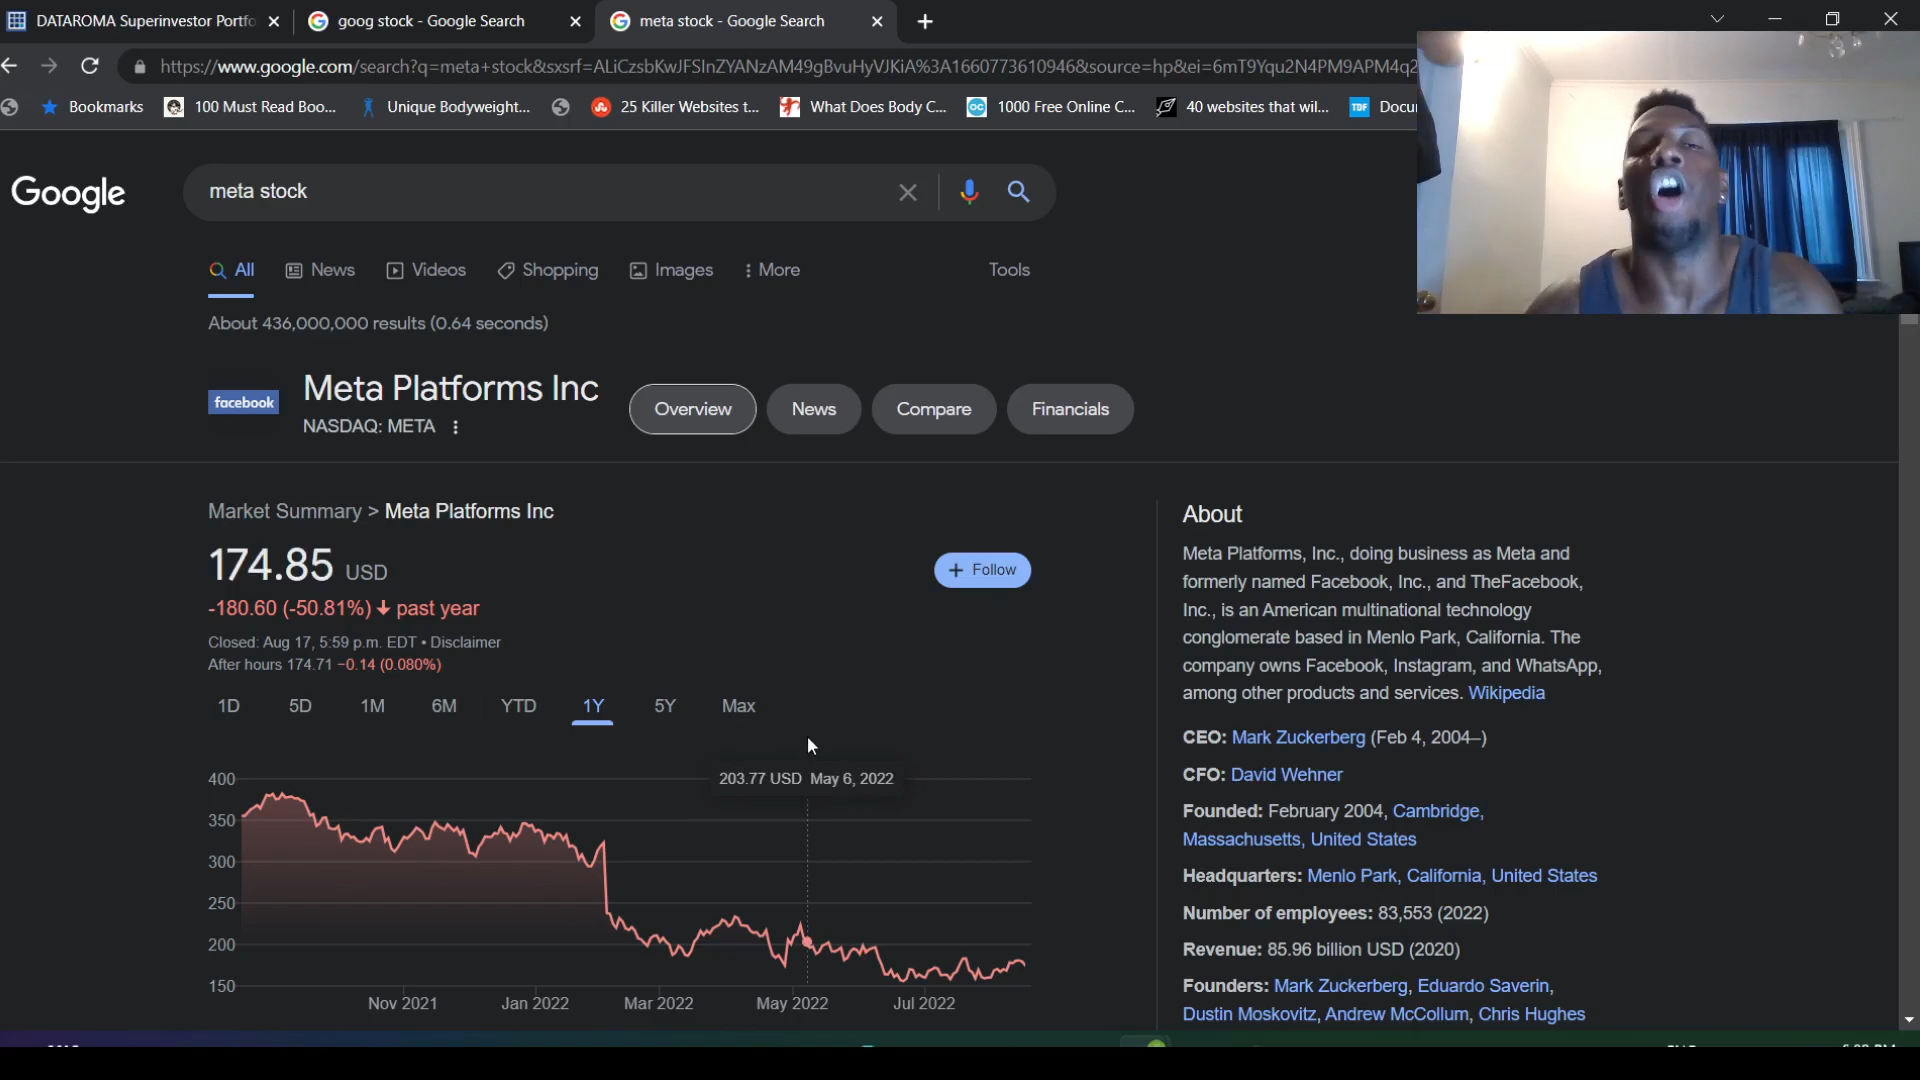 DATAROMA Superinvestor Portfo
goog stock - Google Search
meta stock - Google Search
https://www.google.com/search?q=meta+stock&sxsrf=ALiCzsbKwJFSInZYANzAM49gBvuHyVJKiA%3A1660773610946&source=hp&ei=6mT9Yqu2N4PM9APM4q2
Bookmarks
100 Must Read Boo...
Unique Bodyweight...
25 Killer Websites t...
What Does Body C...
OC
1000 Free Online C...
40 websites that wil...
TDF
Docu
Google
meta stock
All
News
Videos
Shopping
Images
More
Tools
About 436,000,000 results (0.64 seconds)
facebook
Meta Platforms Inc
NASDAQ: META
Overview
News
Compare
Financials
Market Summary > Meta Platforms Inc
174.85 USD
+ Follow
-180.60 (-50.81%) past year
Closed: Aug 17, 5:59 p.m. EDT • Disclaimer
After hours 174.71 −0.14 (0.080%)
1D
5D
1M
6M
YTD
1Y
5Y
Max
203.77 USD May 6, 2022
400
350
300
250
200
150
Nov 2021
Jan 2022
Mar 2022
May 2022
Jul 2022
About
Meta Platforms, Inc., doing business as Meta and
formerly named Facebook, Inc., and TheFacebook,
Inc., is an American multinational technology
conglomerate based in Menlo Park, California. The
company owns Facebook, Instagram, and WhatsApp,
among other products and services. Wikipedia
CEO: Mark Zuckerberg (Feb 4, 2004–)
CFO: David Wehner
Founded: February 2004, Cambridge,
Massachusetts, United States
Headquarters: Menlo Park, California, United States
Number of employees: 83,553 (2022)
Revenue: 85.96 billion USD (2020)
Founders: Mark Zuckerberg, Eduardo Saverin,
Dustin Moskovitz, Andrew McCollum, Chris Hughes